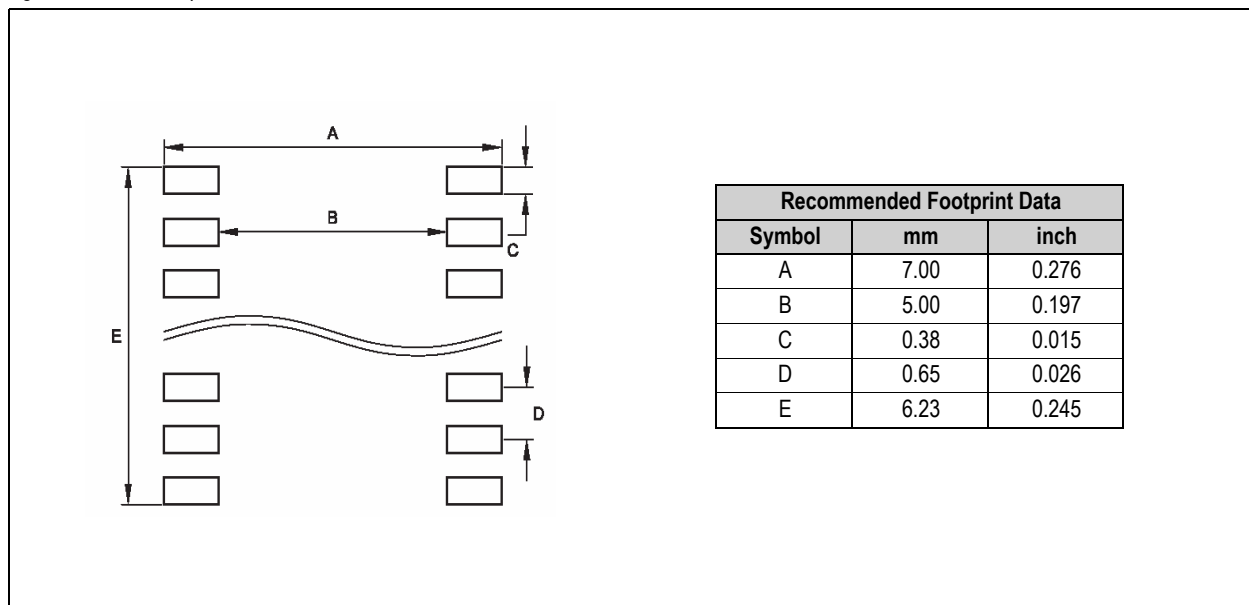 A
B
C
E
D
Recommended Footprint Data
Symbol mm inch
A 7.00 0.276
B 5.00 0.197
C 0.38 0.015
D 0.65 0.026
E 6.23 0.245